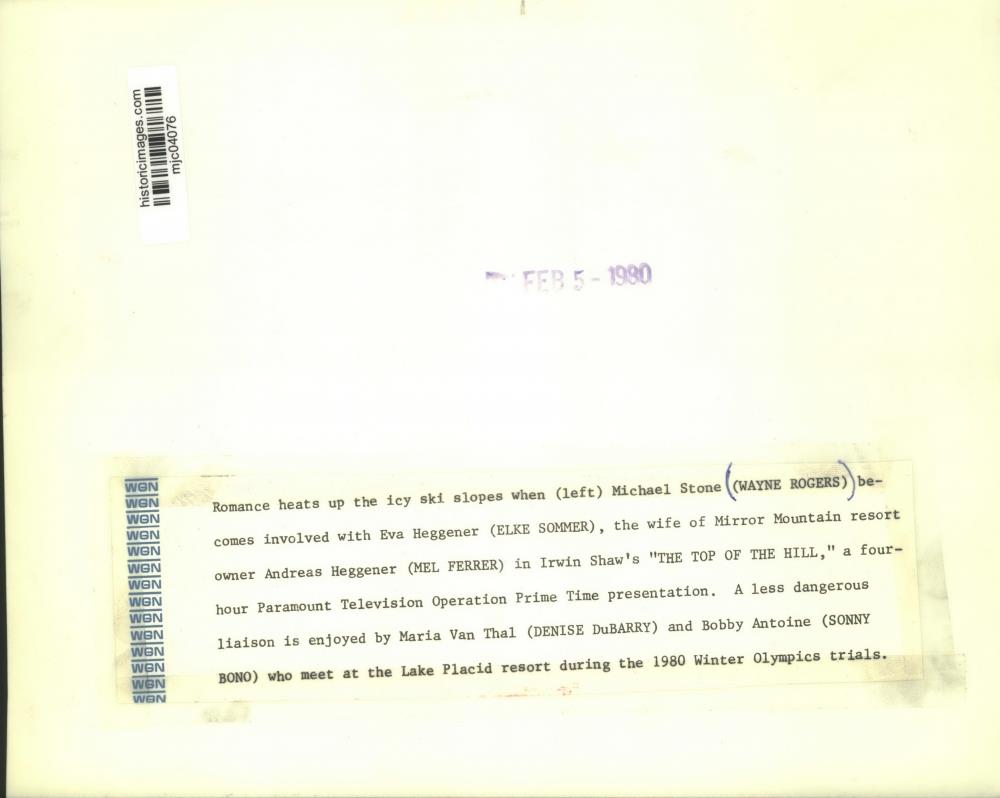 historicimages.com
mjc04076
FEB 5 - 1980
WGN
WGN
WGN
WGN
WGN
WGN
WGN
WGN
WGN
WGN
WGN
WGN
WGN
WGN
Romance heats up the icy ski slopes when (left) Michael Stone (WAYNE ROGERS) be-
comes involved with Eva Heggener (ELKE SOMMER), the wife of Mirror Mountain resort
owner Andreas Heggener (MEL FERRER) in Irwin Shaw's "THE TOP OF THE HILL," a four-
hour Paramount Television Operation Prime Time presentation. A less dangerous
liaison is enjoyed by Maria Van Thal (DENISE DuBARRY) and Bobby Antoine (SONNY
BONO) who meet at the Lake Placid resort during the 1980 Winter Olympics trials.